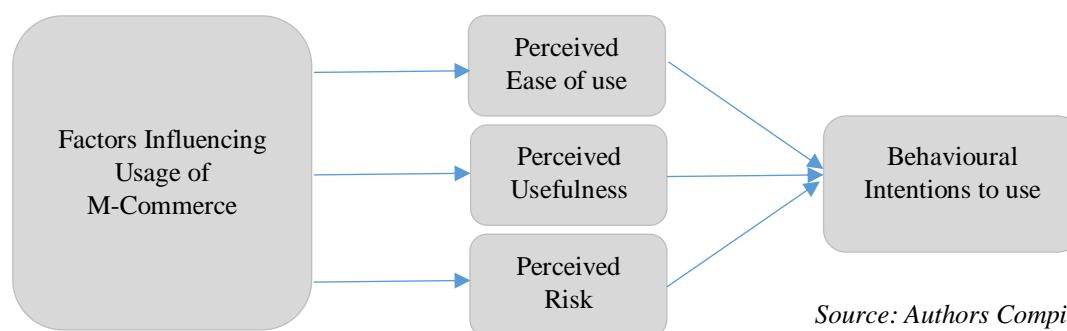 Perceived
Ease of use
Factors Influencing
Usage of
M-Commerce
Perceived
Usefulness
Behavioural
Intentions to use
Perceived
Risk
Source: Authors Compi